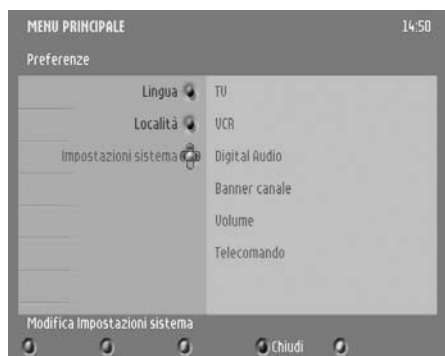 MENU PRINCIPALE 14:50
Preferenze
Lingua TV
Località VCR
Impostazioni sistema Digital Audio
Banner canale
Volume
Telecomando
Modifica Impostazioni sistema
Chiudi